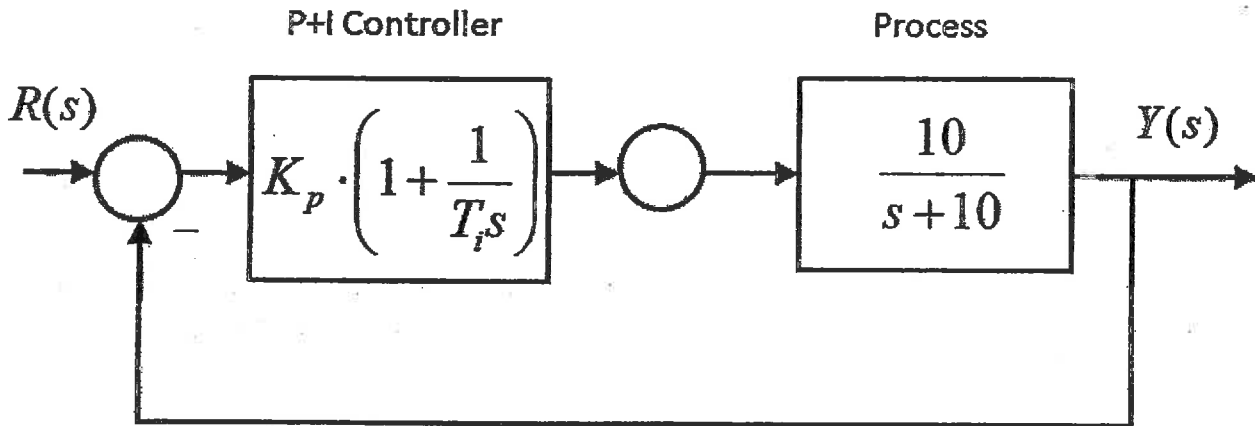 P+I Controller
Process
R(s)
K_p · (1 + 1/(T_i s))
10/(s+10)
Y(s)
−